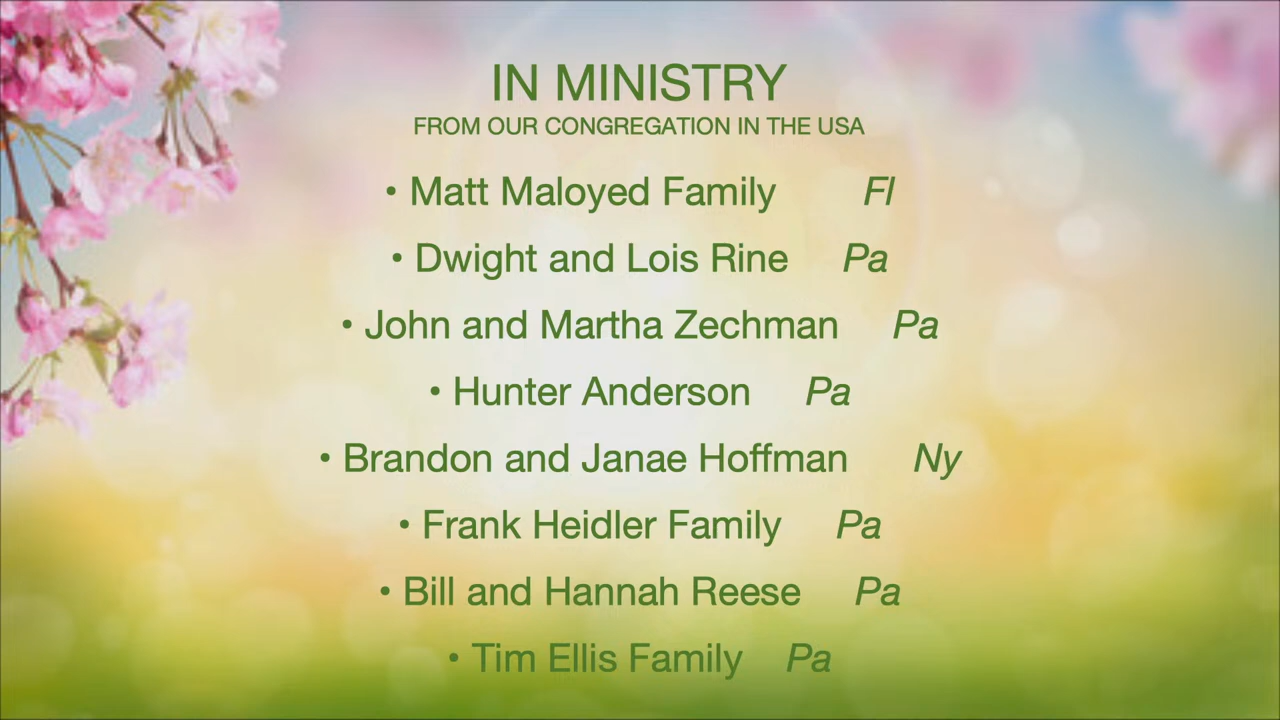 IN MINISTRY
FROM OUR CONGREGATION IN THE USA
• Matt Maloyed Family Fl
• Dwight and Lois Rine Pa
• John and Martha Zechman Pa
• Hunter Anderson Pa
• Brandon and Janae Hoffman Ny
• Frank Heidler Family Pa
• Bill and Hannah Reese Pa
• Tim Ellis Family Pa